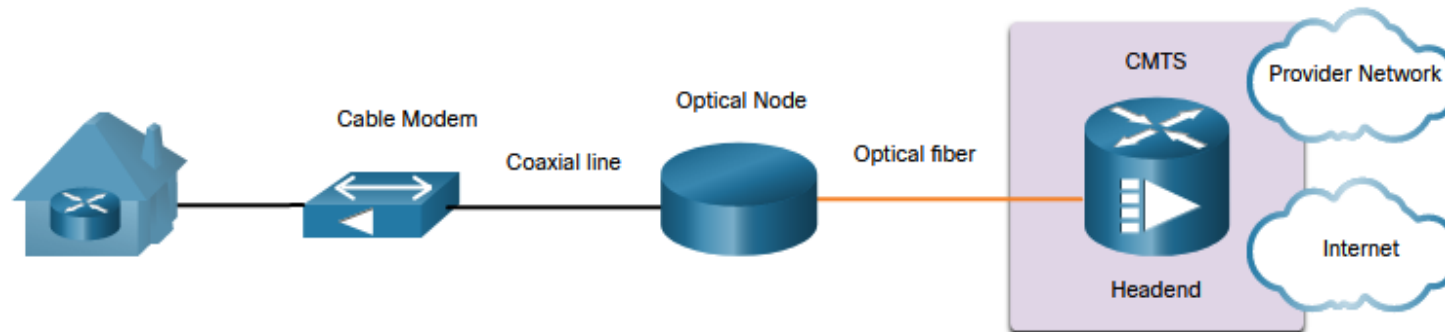 Cable Modem
Coaxial line
Optical Node
Optical fiber
CMTS
Headend
Provider Network
Internet